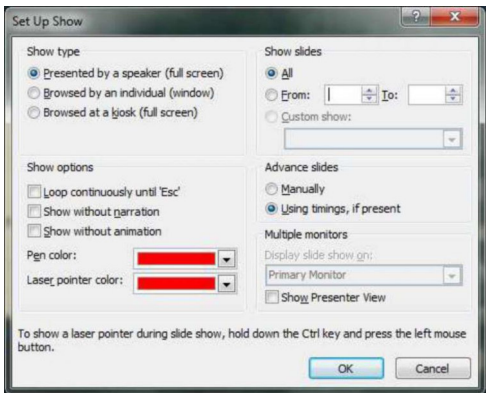 Set Up Show
Show type
Presented by a speaker (full screen)
Browsed by an individual (window)
Browsed at a kiosk (full screen)
Show slides
All
From: To:
Custom show:
Show options
Loop continuously until 'Esc'
Show without narration
Show without animation
Pen color:
Laser pointer color:
Advance slides
Manually
Using timings, if present
Multiple monitors
Display slide show on:
Primary Monitor
Show Presenter View
To show a laser pointer during slide show, hold down the Ctrl key and press the left mouse
button.
OK Cancel